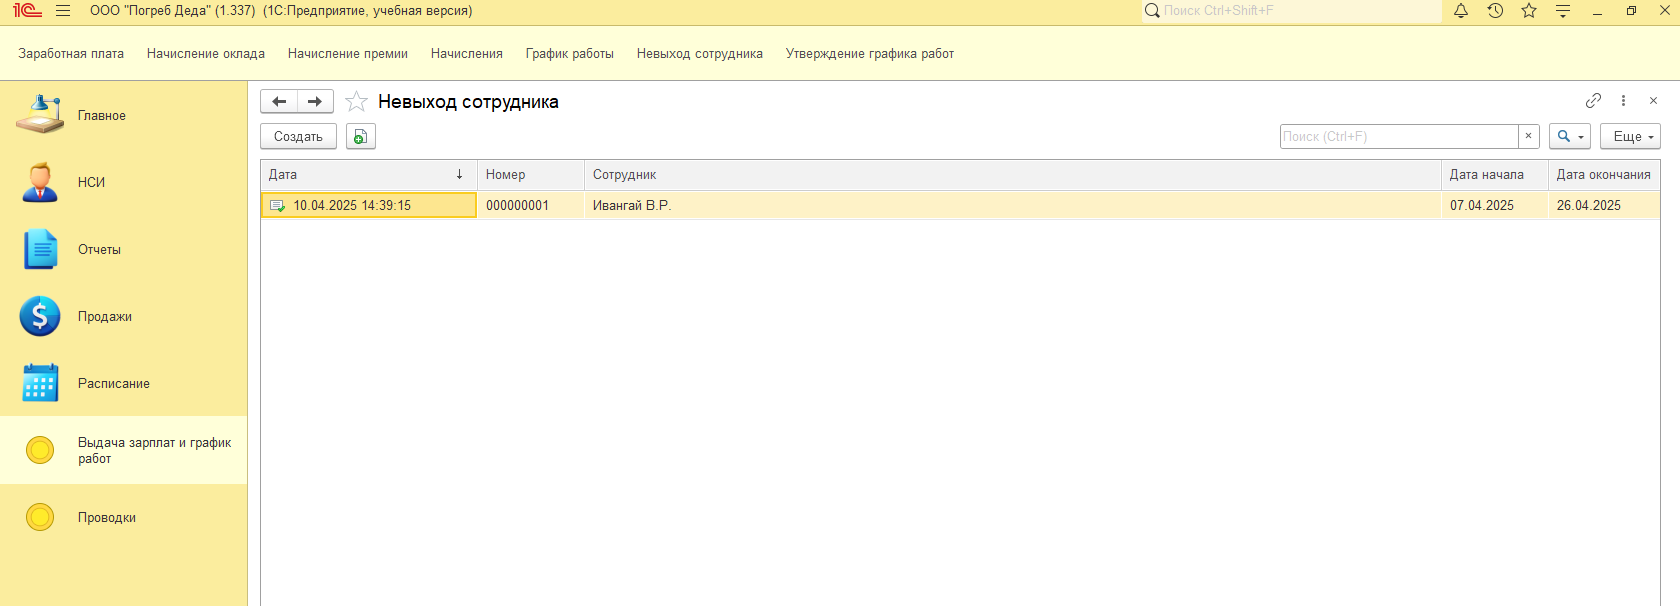 1С ООО "Погреб Деда" (1.337) (1С:Предприятие, учебная версия) Поиск Ctrl+Shift+F
Заработная плата Начисление оклада Начисление премии Начисления График работы Невыход сотрудника Утверждение графика работ
Главное
НСИ
Отчеты
Продажи
Расписание
Выдача зарплат и график
работ
Проводки
Невыход сотрудника
Создать Поиск (Ctrl+F) × Еще
Дата ↓ Номер Сотрудник Дата начала Дата окончания
10.04.2025 14:39:15 000000001 Ивангай В.Р. 07.04.2025 26.04.2025